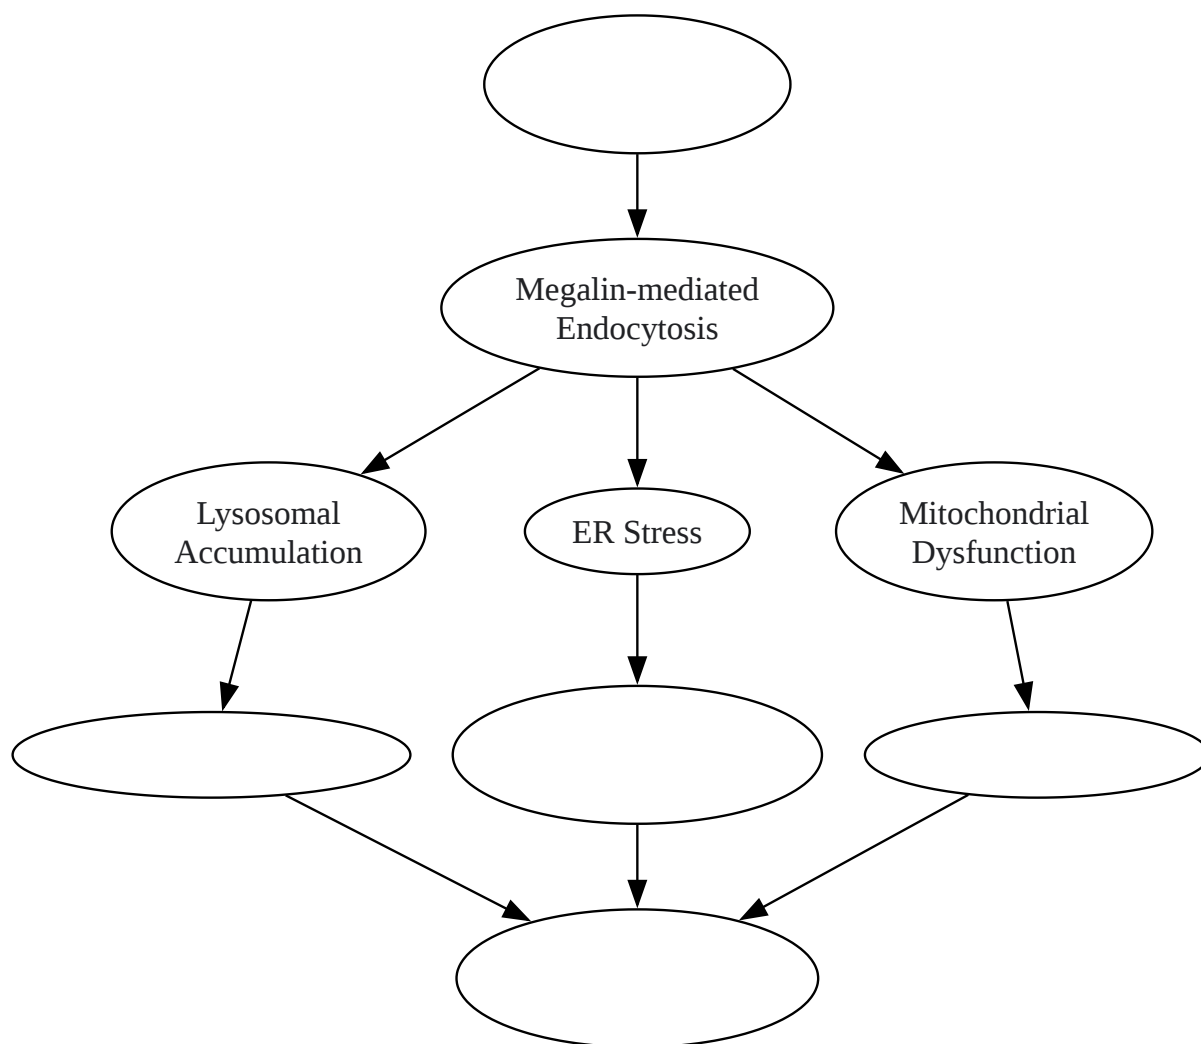 Megalin-mediated
Endocytosis
Lysosomal
Accumulation
ER Stress
Mitochondrial
Dysfunction